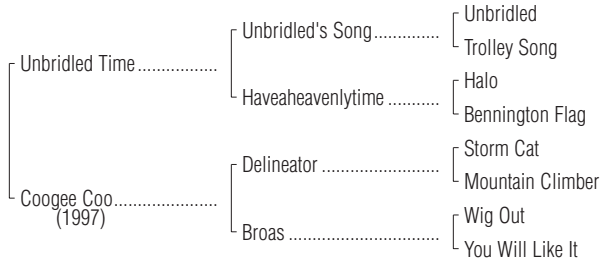 Unbridled
Unbridled's Song..............
Trolley Song
Unbridled Time.................
Halo
Haveaheavenlytime ...........
Bennington Flag
Storm Cat
Delineator .........................
Mountain Climber
Coogee Coo......................
(1997)
Wig Out
Broas ................................
You Will Like It